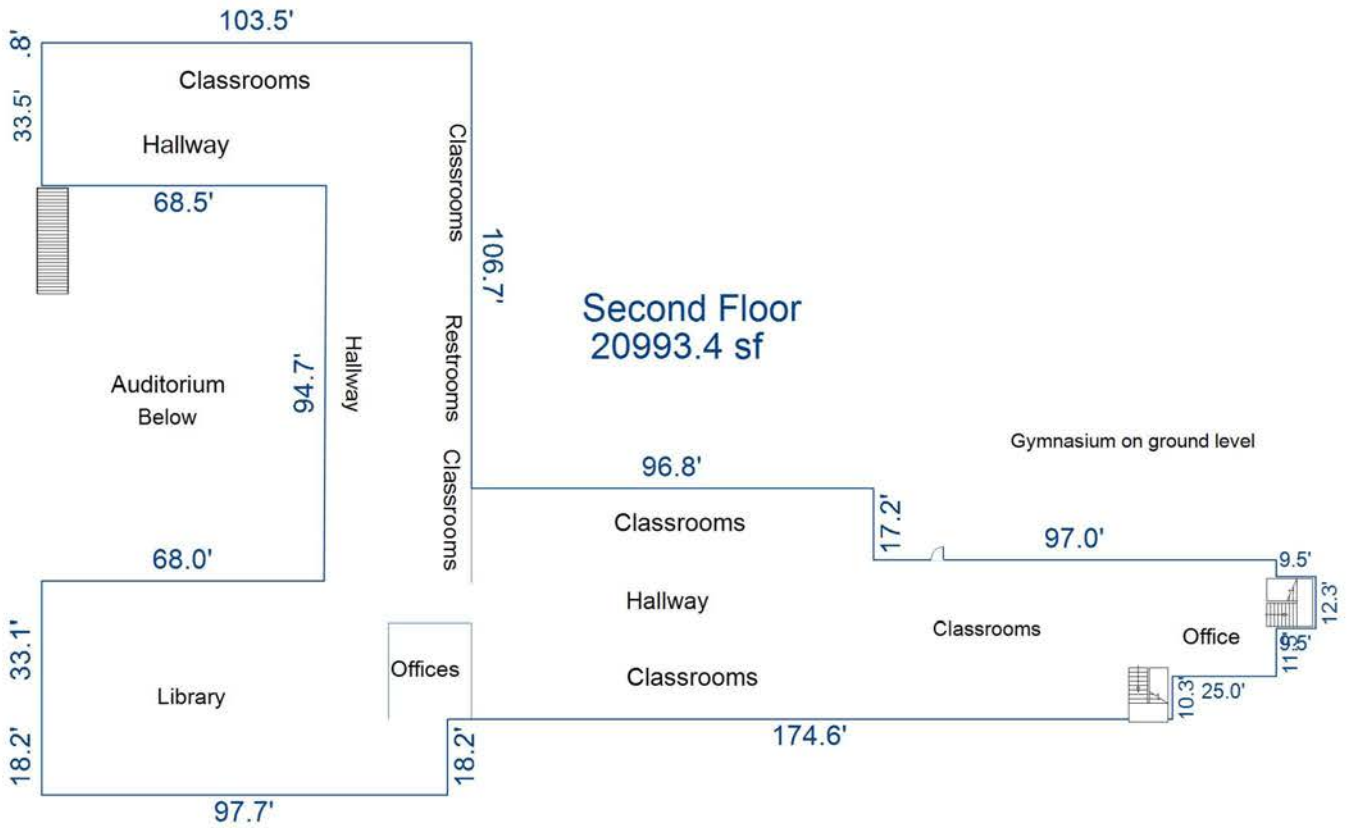 103.5'
.8'
Classrooms
33.5'
Hallway
Classrooms
68.5'
106.7'
Second Floor
20993.4 sf
Restrooms
Hallway
94.7'
Auditorium
Below
Gymnasium on ground level
96.8'
Classrooms
Classrooms
17.2'
97.0'
68.0'
9.5'
12.3'
Hallway
Classrooms
33.1'
Office
9.5'
Offices
Classrooms
Library
25.0'
10.3'
18.2'
18.2'
174.6'
97.7'